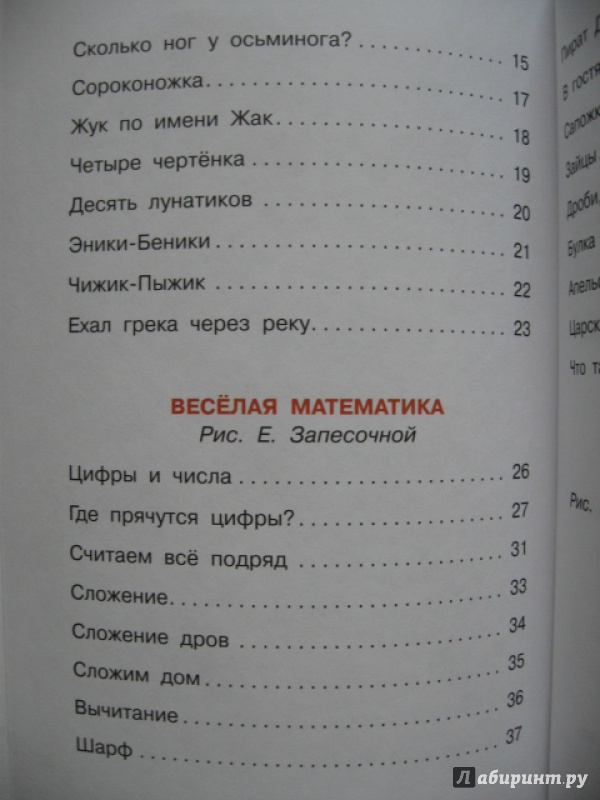 Сколько ног у осьминога? 15
Сороконожка 17
Жук по имени Жак 18
Четыре чертёнка 19
Десять лунатиков 20
Эники-Беники 21
Чижик-Пыжик 22
Ехал грека через реку 23
ВЕСЁЛАЯ МАТЕМАТИКА
Рис. Е. Запесочной
Цифры и числа 26
Где прячутся цифры? 27
Считаем всё подряд 31
Сложение 33
Сложение дров 34
Сложим дом 35
Вычитание 36
Шарф 37
Пират
В
Зайцы
Дроби,
Булка
Что
Рис.
лабиринт.ру